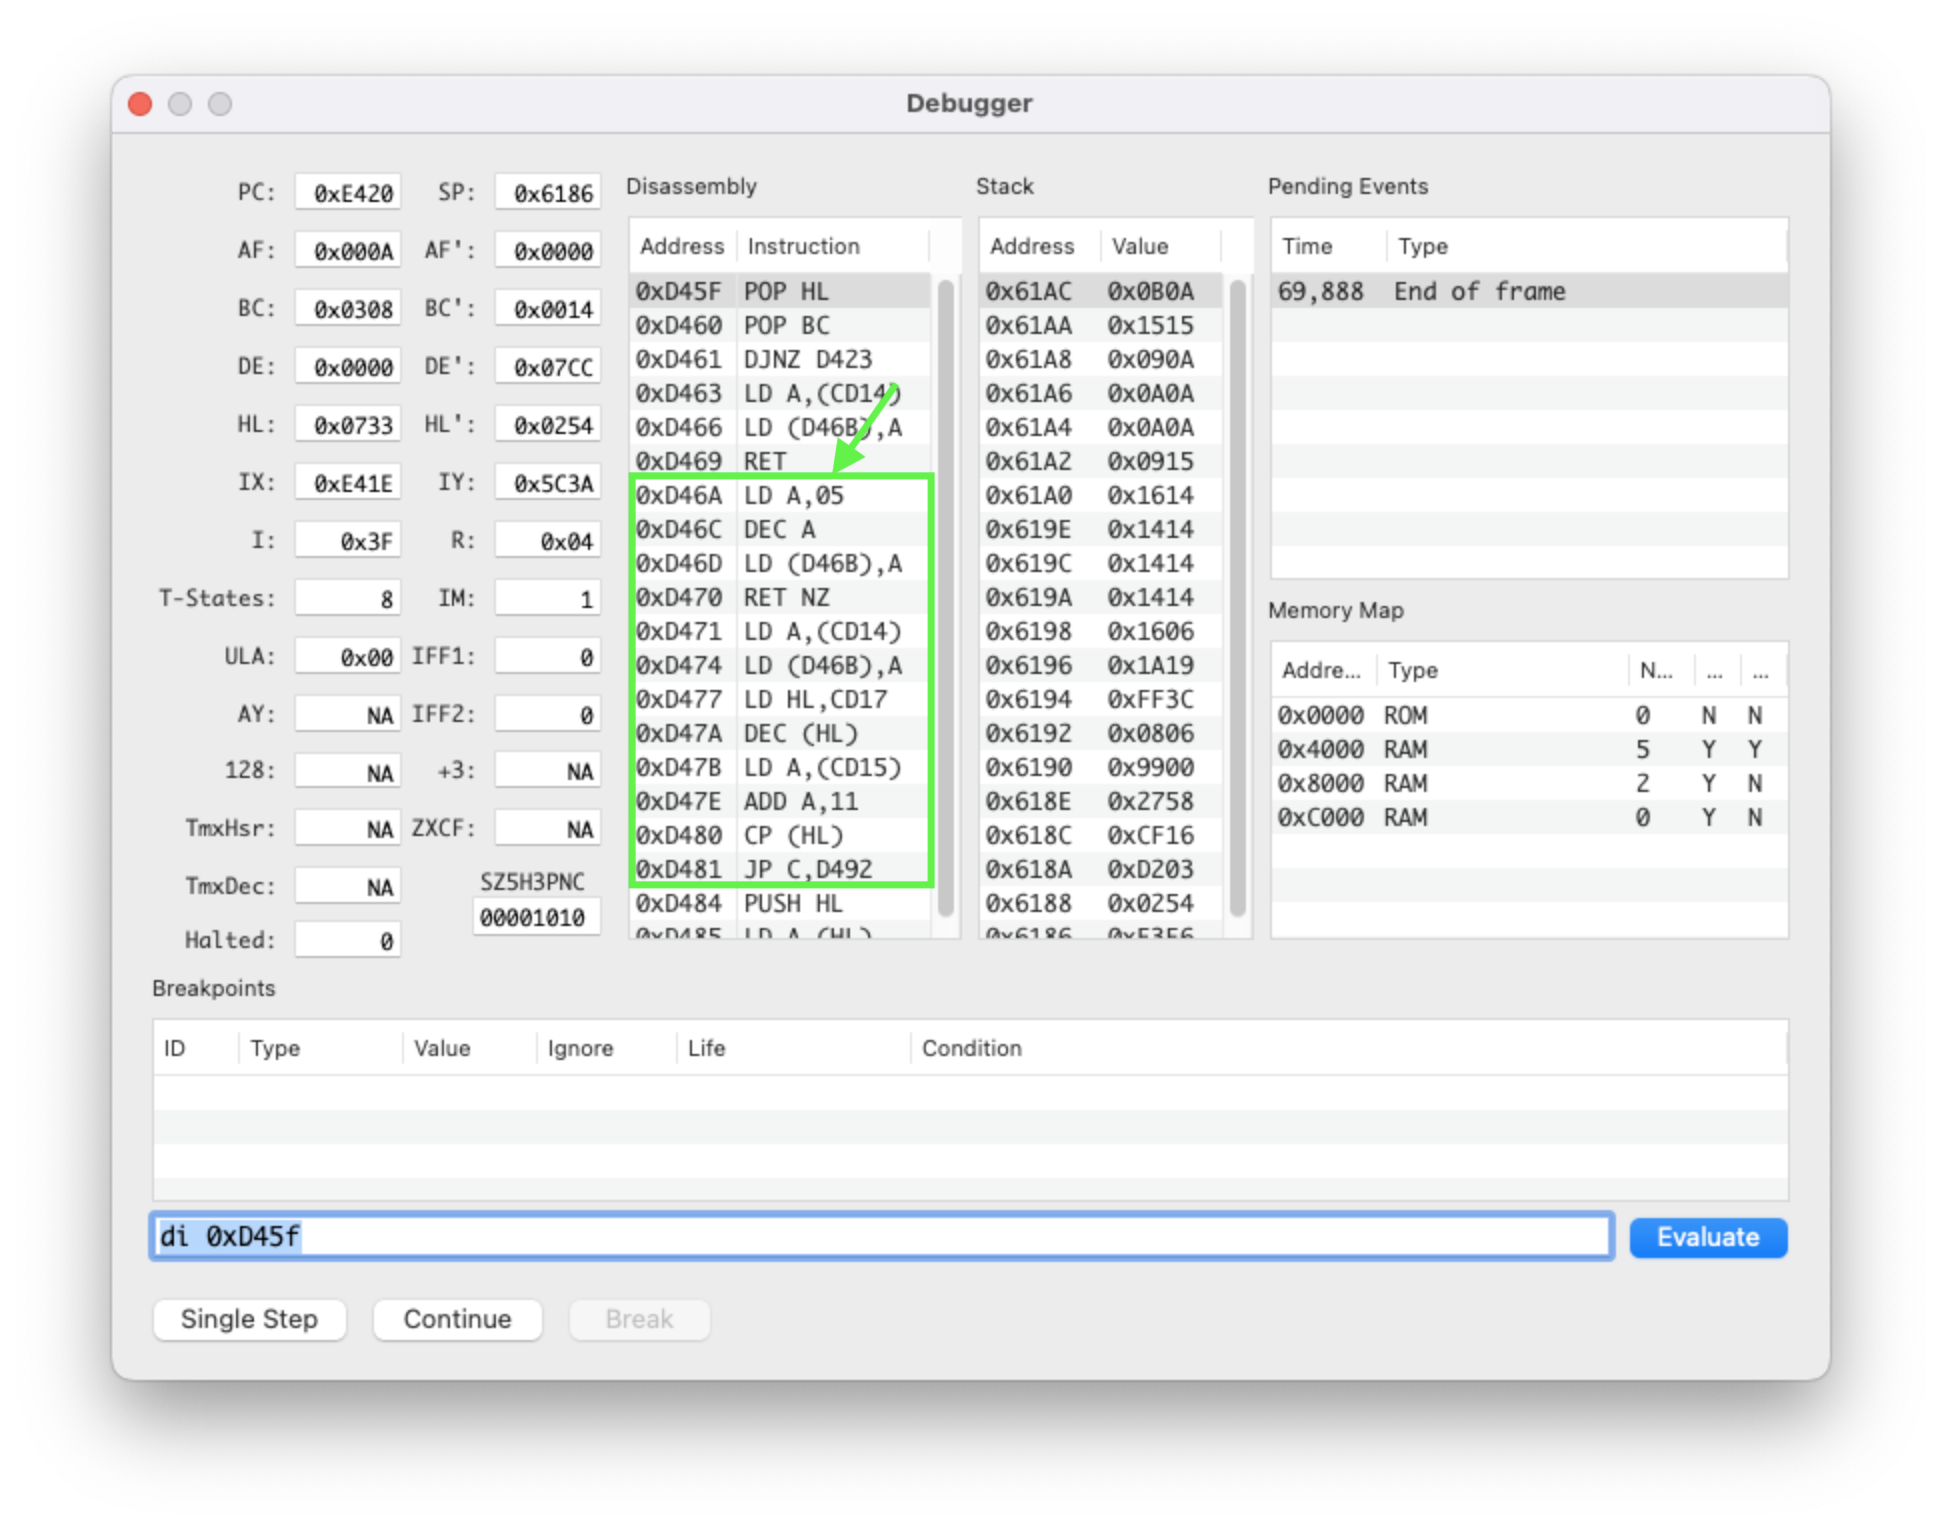 Debugger
PC: 0xE420 SP: 0x6186
AF: 0x000A AF': 0x0000
BC: 0x0308 BC': 0x0014
DE: 0x0000 DE': 0x07CC
HL: 0x0733 HL': 0x0254
IX: 0xE41E IY: 0x5C3A
I: 0x3F R: 0x04
T-States: 8 IM: 1
ULA: 0x00 IFF1: 0
AY: NA IFF2: 0
128: NA +3: NA
TmxHsr: NA ZXCF: NA
TmxDec: NA SZ5H3PNC
00001010
Halted: 0
Disassembly
Address Instruction
0xD45F POP HL
0xD460 POP BC
0xD461 DJNZ D423
0xD463 LD A,(CD14)
0xD466 LD (D46B),A
0xD469 RET
0xD46A LD A,05
0xD46C DEC A
0xD46D LD (D46B),A
0xD470 RET NZ
0xD471 LD A,(CD14)
0xD474 LD (D46B),A
0xD477 LD HL,CD17
0xD47A DEC (HL)
0xD47B LD A,(CD15)
0xD47E ADD A,11
0xD480 CP (HL)
0xD481 JP C,D492
0xD484 PUSH HL
0xD485 LD A,(HL)
Stack
Address Value
0x61AC 0x0B0A
0x61AA 0x1515
0x61A8 0x090A
0x61A6 0x0A0A
0x61A4 0x0A0A
0x61A2 0x0915
0x61A0 0x1614
0x619E 0x1414
0x619C 0x1414
0x619A 0x1414
0x6198 0x1606
0x6196 0x1A19
0x6194 0xFF3C
0x6192 0x0806
0x6190 0x9900
0x618E 0x2758
0x618C 0xCF16
0x618A 0xD203
0x6188 0x0254
0x6186
Pending Events
Time Type
69,888 End of frame
Memory Map
Addre... Type N... ... ...
0x0000 ROM 0 N N
0x4000 RAM 5 Y Y
0x8000 RAM 2 Y N
0xC000 RAM 0 Y N
Breakpoints
ID Type Value Ignore Life Condition
di 0xD45f
Evaluate
Single Step Continue Break